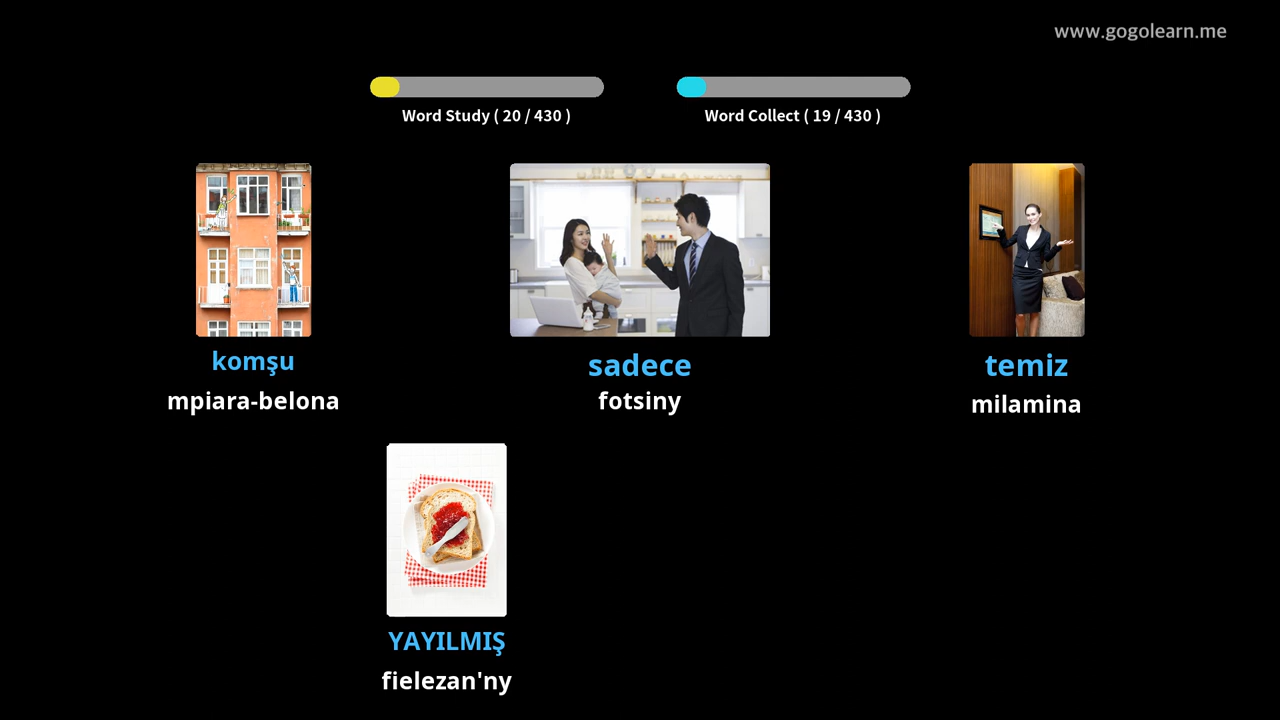 www.gogolearn.me
Word Study ( 20 / 430 )
Word Collect ( 19 / 430 )
komşu
mpiara-belona
sadece
fotsiny
temiz
milamina
YAYILMIŞ
fielezan'ny